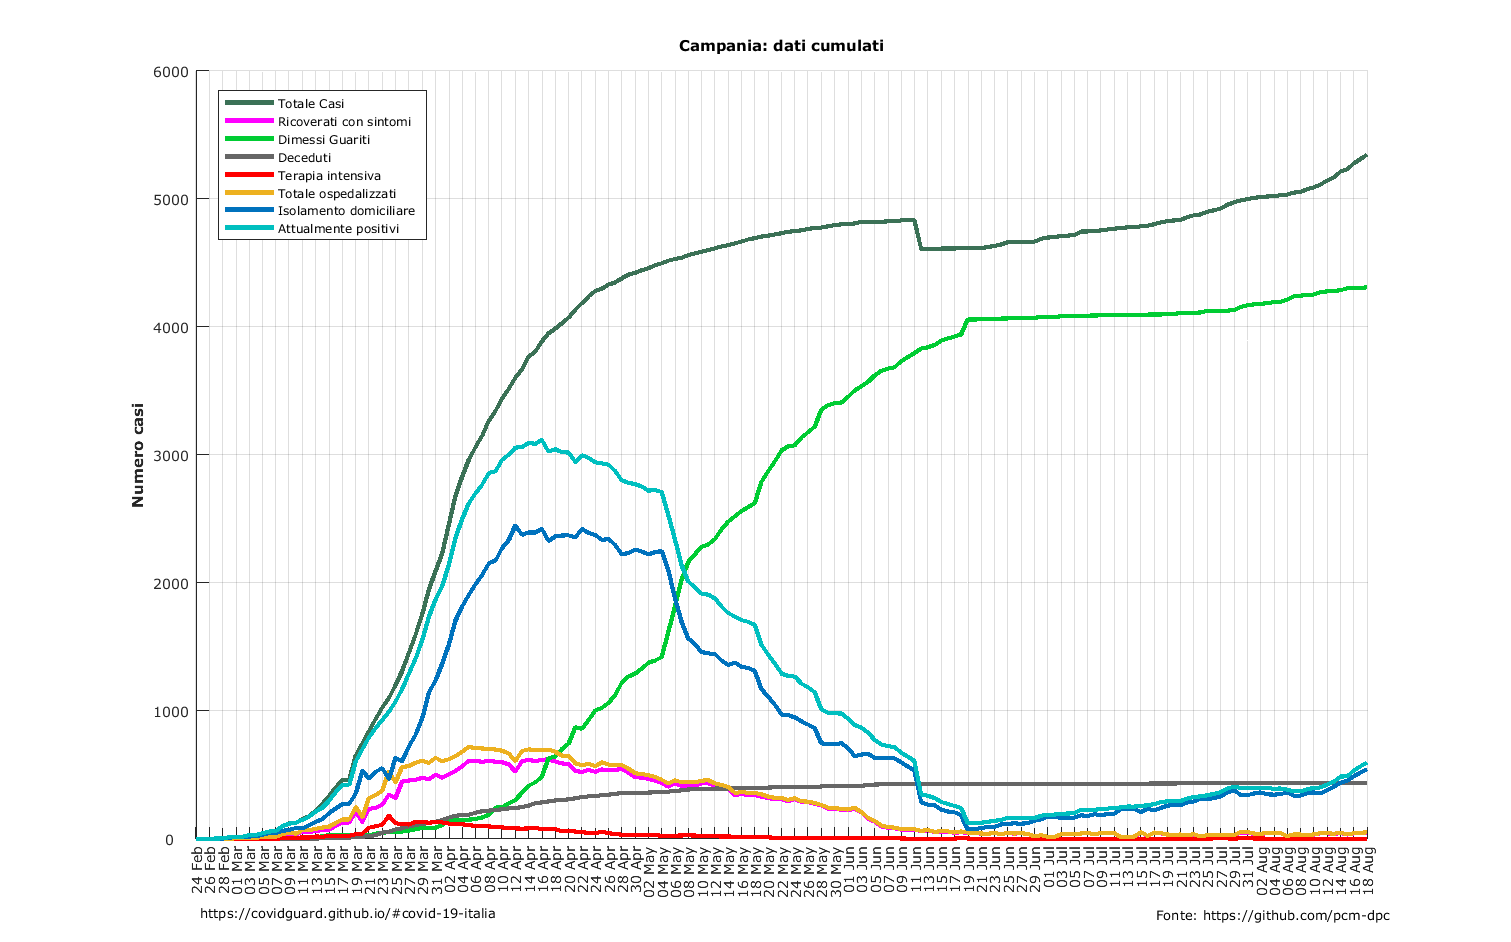 Campania: dati cumulati
6000
5000
4000
3000
2000
1000
0
Numero casi
Totale Casi
Ricoverati con sintomi
Dimessi Guariti
Deceduti
Terapia intensiva
Totale ospedalizzati
Isolamento domiciliare
Attualmente positivi
24 Feb
26 Feb
28 Feb
01 Mar
03 Mar
05 Mar
07 Mar
09 Mar
11 Mar
13 Mar
15 Mar
17 Mar
19 Mar
21 Mar
23 Mar
25 Mar
27 Mar
29 Mar
31 Mar
02 Apr
04 Apr
06 Apr
08 Apr
10 Apr
12 Apr
14 Apr
16 Apr
18 Apr
20 Apr
22 Apr
24 Apr
26 Apr
28 Apr
30 Apr
02 May
04 May
06 May
08 May
10 May
12 May
14 May
16 May
18 May
20 May
22 May
24 May
26 May
28 May
30 May
01 Jun
03 Jun
05 Jun
07 Jun
09 Jun
11 Jun
13 Jun
15 Jun
17 Jun
19 Jun
21 Jun
23 Jun
25 Jun
27 Jun
29 Jun
01 Jul
03 Jul
05 Jul
07 Jul
09 Jul
11 Jul
13 Jul
15 Jul
17 Jul
19 Jul
21 Jul
23 Jul
25 Jul
27 Jul
29 Jul
31 Jul
02 Aug
04 Aug
06 Aug
08 Aug
10 Aug
12 Aug
14 Aug
16 Aug
18 Aug
https://covidguard.github.io/#covid-19-italia
Fonte: https://github.com/pcm-dpc